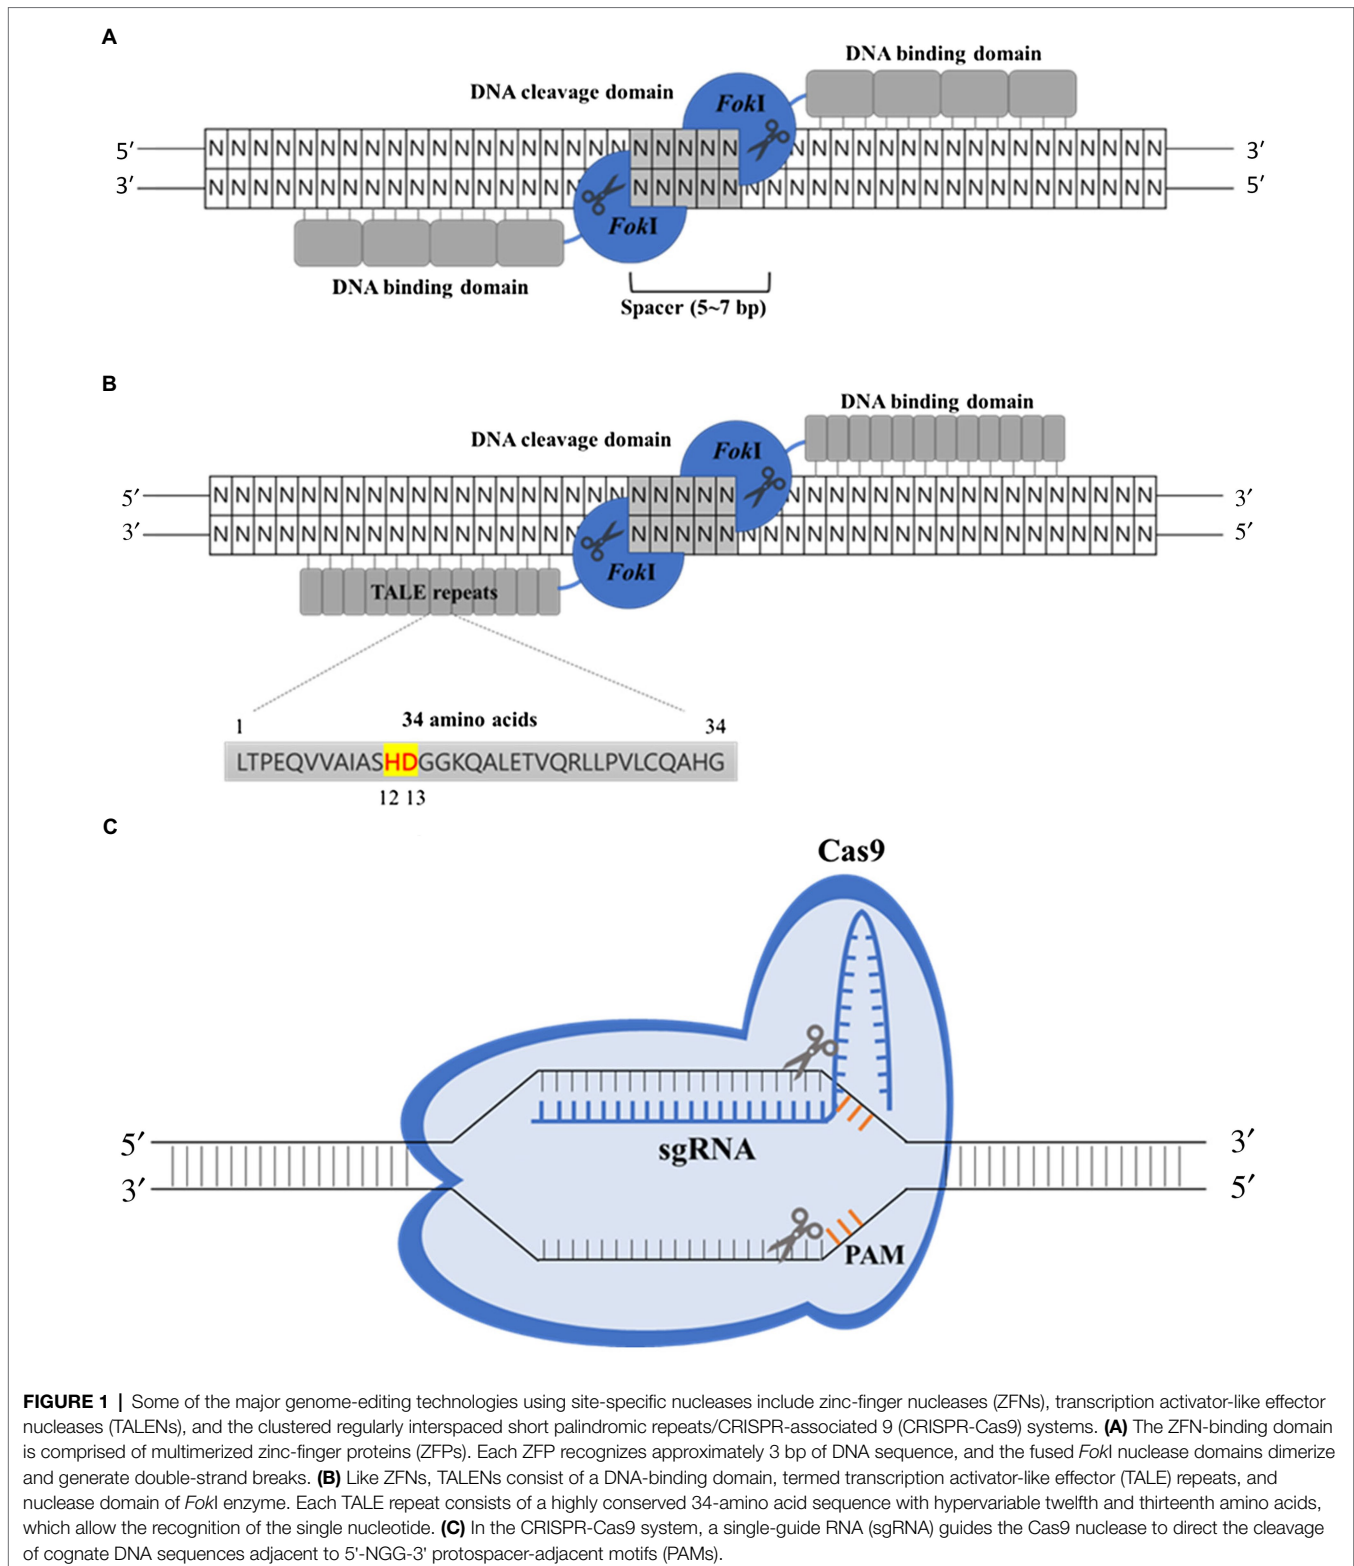 A
DNA binding domain
DNA cleavage domain
FokI
5′ NNNNNNNNNNNNNNNNNNNNNNNN NNNNNNNNNNNNNNNNN 3′
3′ NNNNNNNNNNNNNNNNN NNNNNNNNNNNNNNNNNNNNNNNN 5′
FokI
DNA binding domain
Spacer (5~7 bp)
B
DNA binding domain
DNA cleavage domain
FokI
5′ NNNNNNNNNNNNNNNNNNNNNNNN NNNNNNNNNNNNNNNNN 3′
3′ NNNNNNNNNNNNNNNNN NNNNNNNNNNNNNNNNNNNNNNNN 5′
FokI
TALE repeats
1 34 amino acids 34
LTPEQVVAIASHDGGKQALETVQRLLPVLCQAHG
12 13
C
Cas9
5′ 3′
sgRNA
3′ 5′
PAM
FIGURE 1 | Some of the major genome-editing technologies using site-specific nucleases include zinc-finger nucleases (ZFNs), transcription activator-like effector
nucleases (TALENs), and the clustered regularly interspaced short palindromic repeats/CRISPR-associated 9 (CRISPR-Cas9) systems. (A) The ZFN-binding domain
is comprised of multimerized zinc-finger proteins (ZFPs). Each ZFP recognizes approximately 3 bp of DNA sequence, and the fused FokI nuclease domains dimerize
and generate double-strand breaks. (B) Like ZFNs, TALENs consist of a DNA-binding domain, termed transcription activator-like effector (TALE) repeats, and
nuclease domain of FokI enzyme. Each TALE repeat consists of a highly conserved 34-amino acid sequence with hypervariable twelfth and thirteenth amino acids,
which allow the recognition of the single nucleotide. (C) In the CRISPR-Cas9 system, a single-guide RNA (sgRNA) guides the Cas9 nuclease to direct the cleavage
of cognate DNA sequences adjacent to 5'-NGG-3' protospacer-adjacent motifs (PAMs).